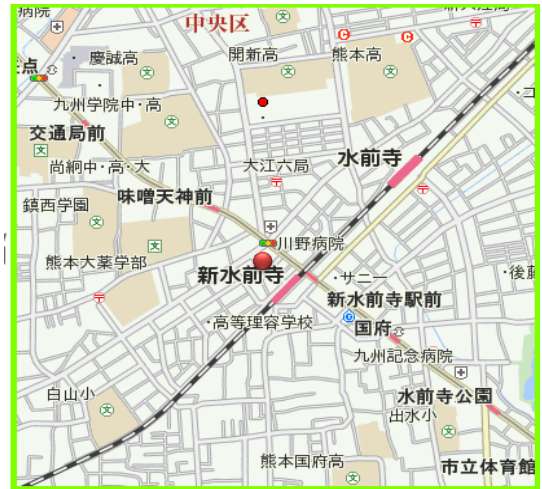 病院
中央区
慶誠高
開新高
熊本高
九州学院中・高
交通局前
尚絅中・高・大
大江六局
水前寺
味噌天神前
鎮西学園
川野病院
熊本大薬学部
新水前寺
サニー
後藤
新水前寺駅前
・高等理容学校
国府
九州記念病院
白山小
水前寺公園
出水小
熊本国府高
市立体育館